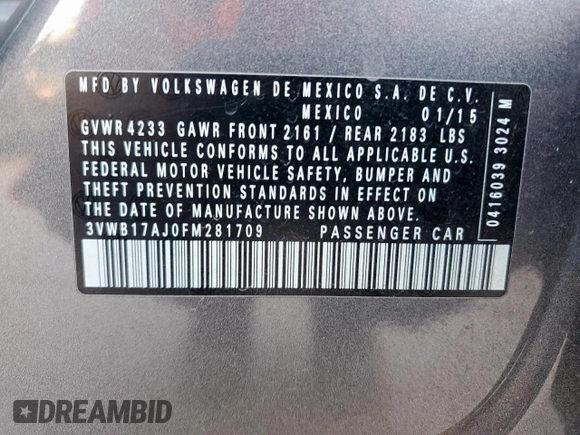 MFD BY VOLKSWAGEN DE MEXICO S.A. DE C.V.
MEXICO 01/15
GVWR 4233 GAWR FRONT 2161 / REAR 2183 LBS
THIS VEHICLE CONFORMS TO ALL APPLICABLE U.S.
FEDERAL MOTOR VEHICLE SAFETY, BUMPER AND
THEFT PREVENTION STANDARDS IN EFFECT ON
THE DATE OF MANUFACTURE SHOWN ABOVE.
3VWB17AJ0FM281709 PASSENGER CAR
0416039 3024 M
DREAMBID